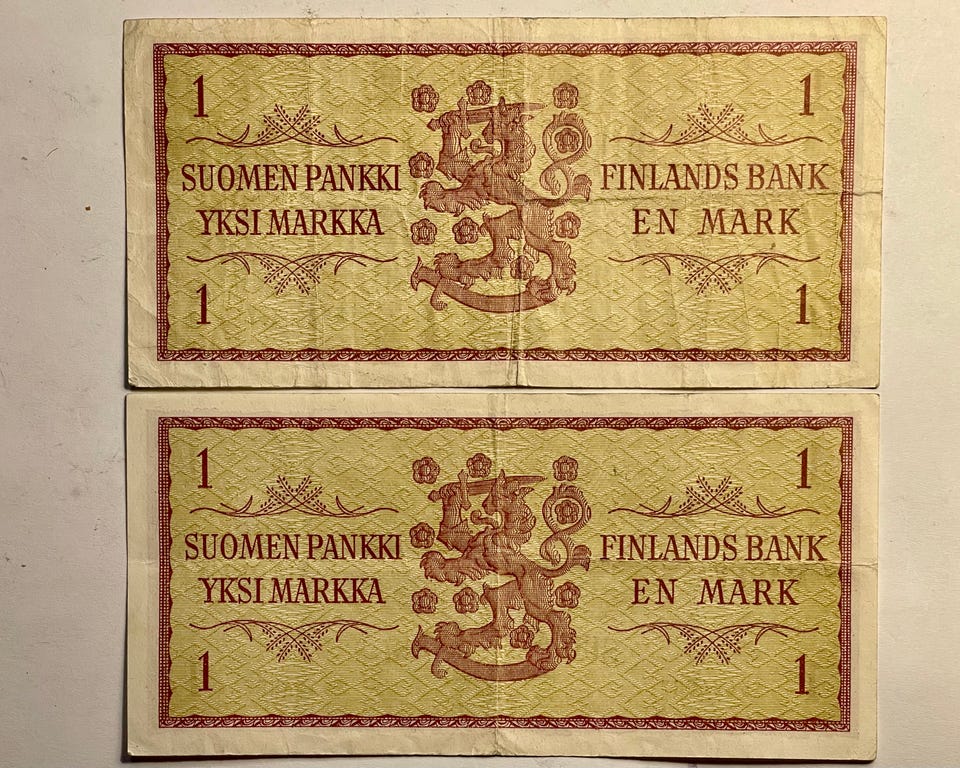 1 1
SUOMEN PANKKI FINLANDS BANK
YKSI MARKKA EN MARK
1 1
1 1
SUOMEN PANKKI FINLANDS BANK
YKSI MARKKA EN MARK
1 1